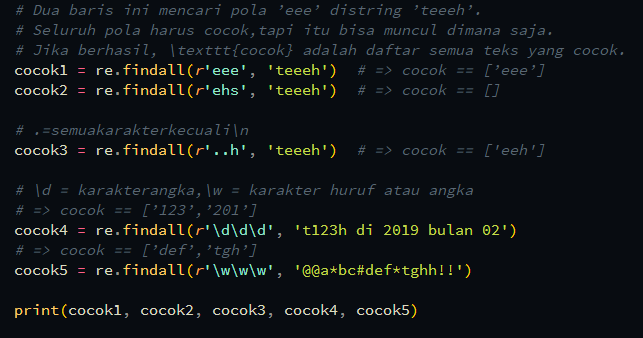 # Dua baris ini mencari pola ’eee’ distring ’teeeh’.
# Seluruh pola harus cocok,tapi itu bisa muncul dimana saja.
# Jika berhasil, \texttt{cocok} adalah daftar semua teks yang cocok.
cocok1 = re.findall(r'eee', 'teeeh')  # => cocok == [’eee’]
cocok2 = re.findall(r'ehs', 'teeeh')  # => cocok == []

# .=semuakarakterkecuali\n
cocok3 = re.findall(r'..h', 'teeeh')  # => cocok == ['eeh']

# \d = karakterangka,\w = karakter huruf atau angka
# => cocok == [’123’,’201’]
cocok4 = re.findall(r'\d\d\d', 't123h di 2019 bulan 02')
# => cocok == [’def’,’tgh’]
cocok5 = re.findall(r'\w\w\w', '@@a*bc#def*tghh!!')

print(cocok1, cocok2, cocok3, cocok4, cocok5)